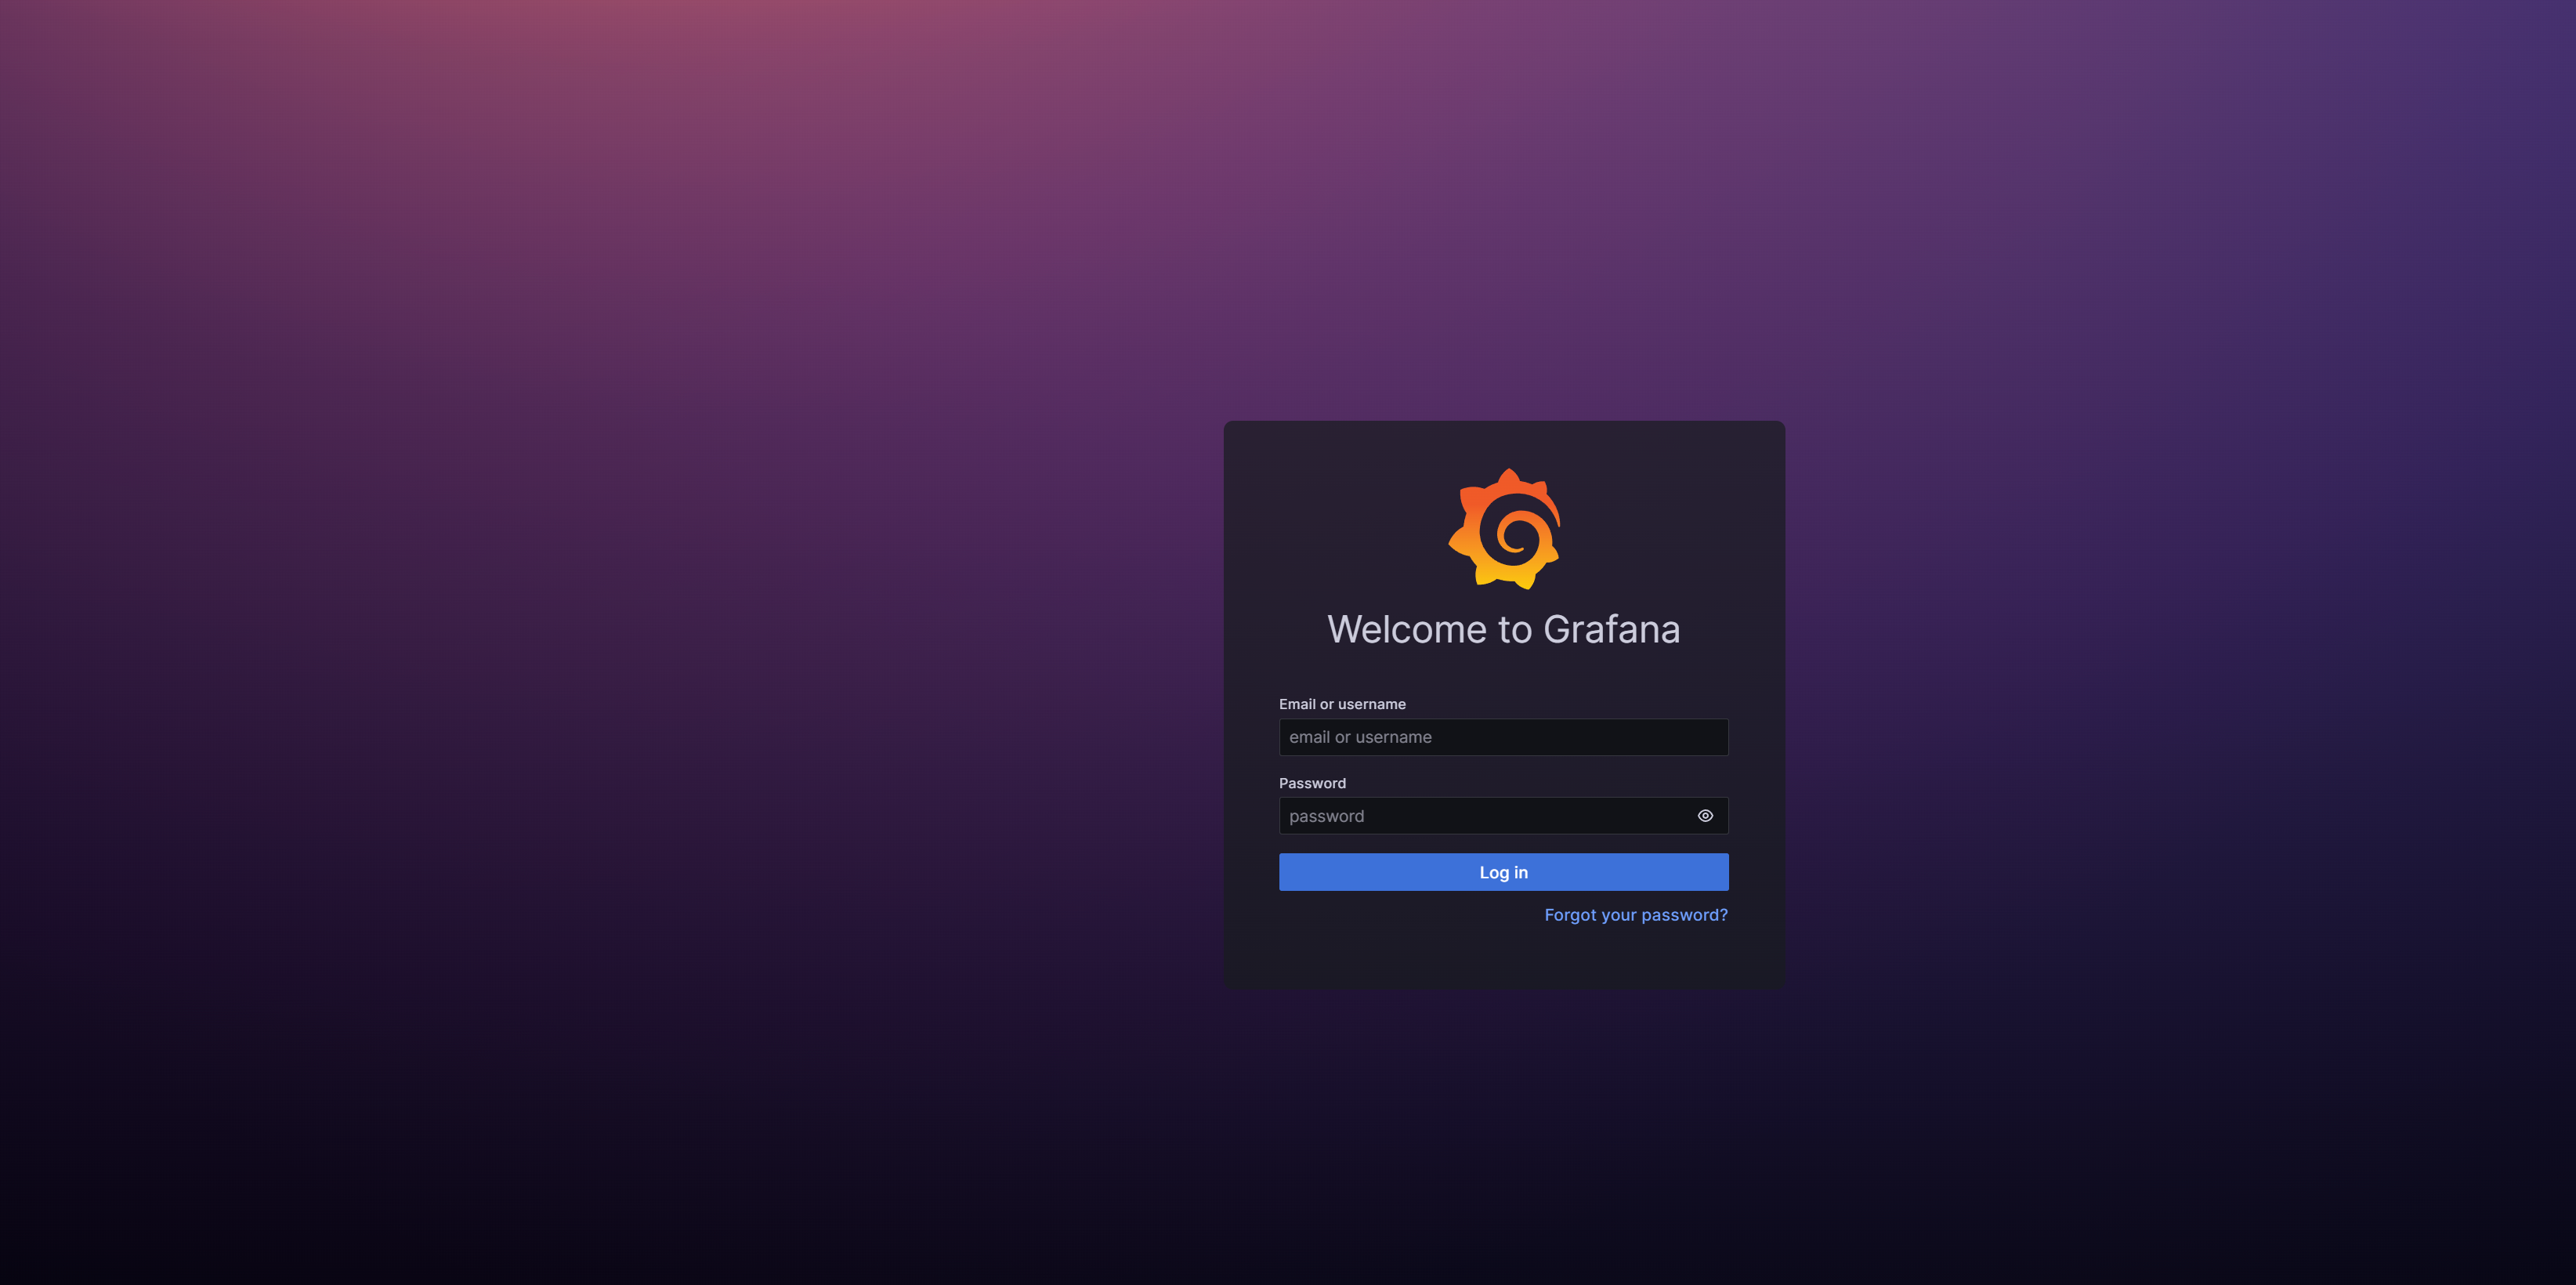 Welcome to Grafana
Email or username
email or username
Password
password
Log in
Forgot your password?